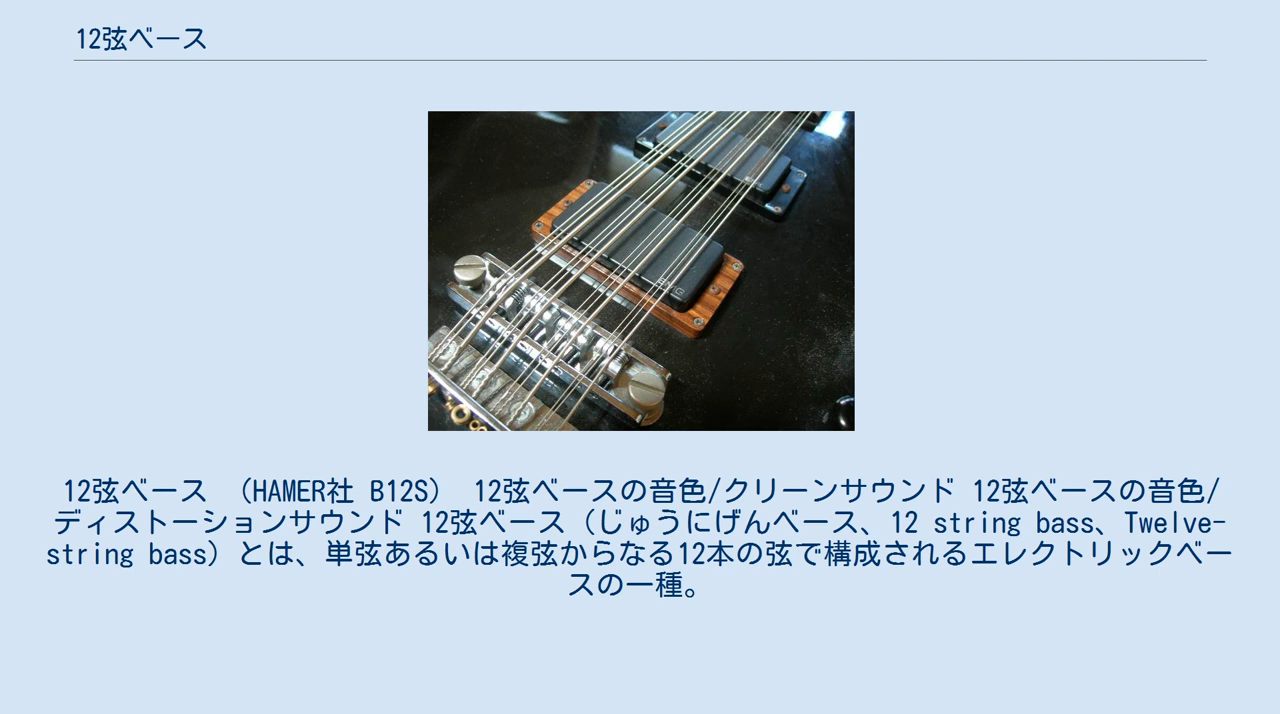 12弦ベース
EMG
12弦ベース （HAMER社 B12S） 12弦ベースの音色/クリーンサウンド 12弦ベースの音色/
ディストーションサウンド 12弦ベース（じゅうにげんベース、12 string bass、Twelve-
string bass）とは、単弦あるいは複弦からなる12本の弦で構成されるエレクトリックベー
スの一種。